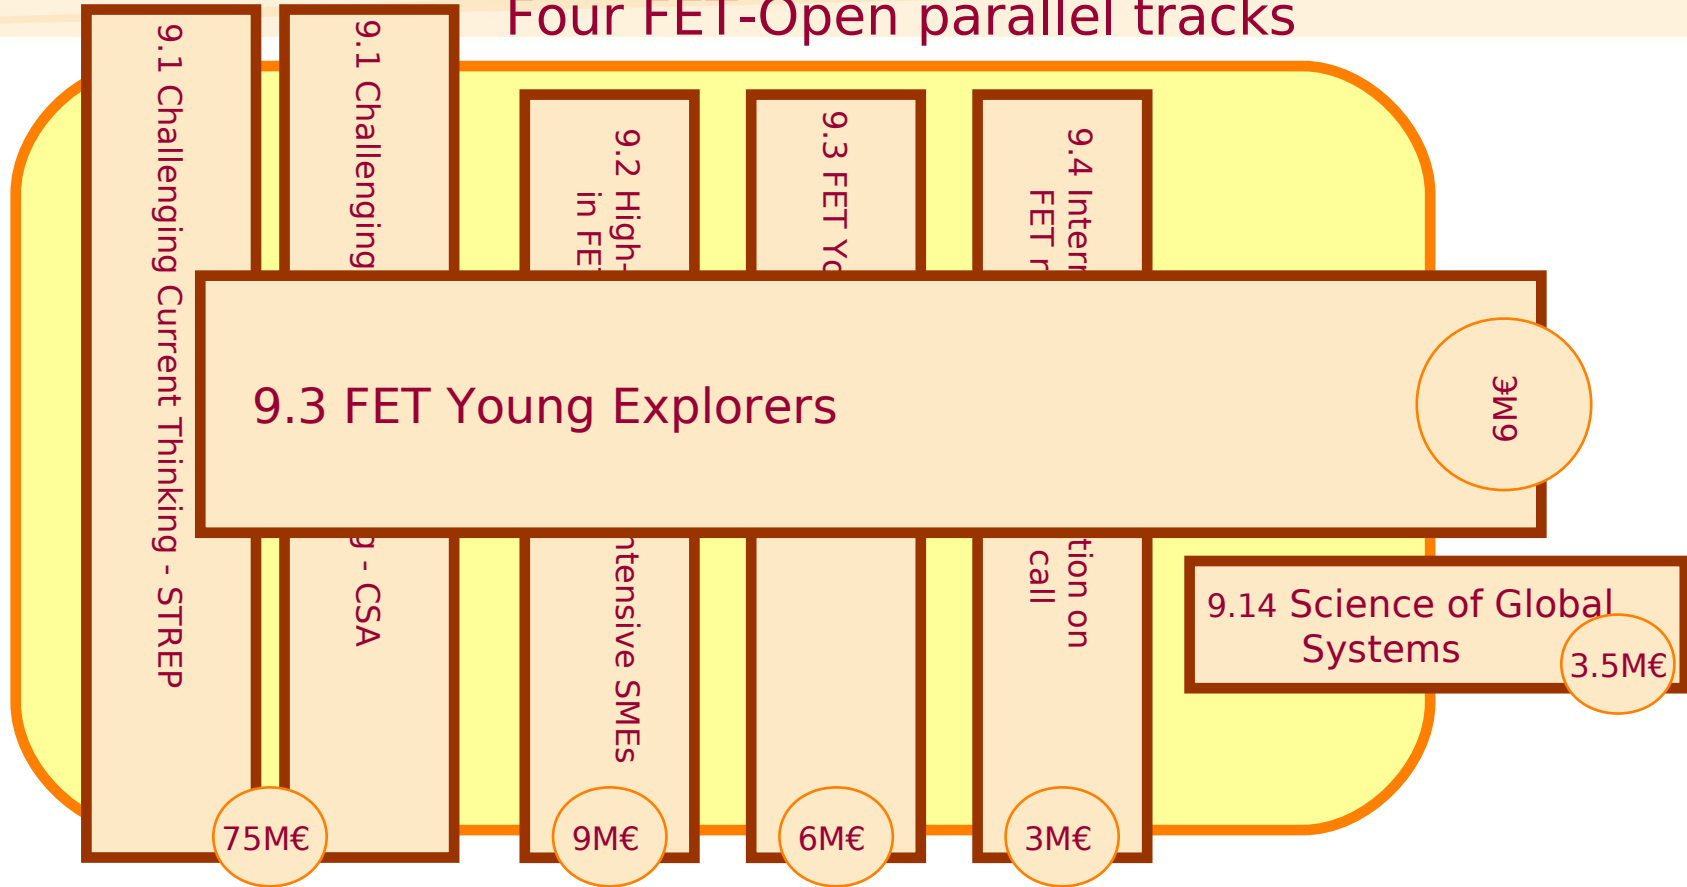 Four FET-Open parallel tracks
9.1 Challenging Current Thinking - STREP
9.1 Challenging
g - CSA
9.2 High-
ntensive SMEs
in FE
9.3 FET Yo
9.4 Inter
tion on
FET
call
9.3 FET Young Explorers
6M€
9.14 Science of Global
Systems
3.5M€
75M€
9M€
6M€
3M€